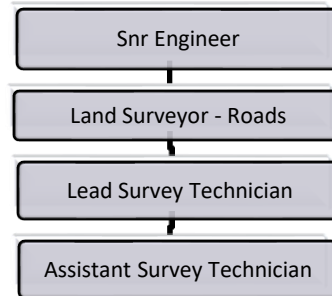 Snr Engineer
Land Surveyor - Roads
Lead Survey Technician
Assistant Survey Technician